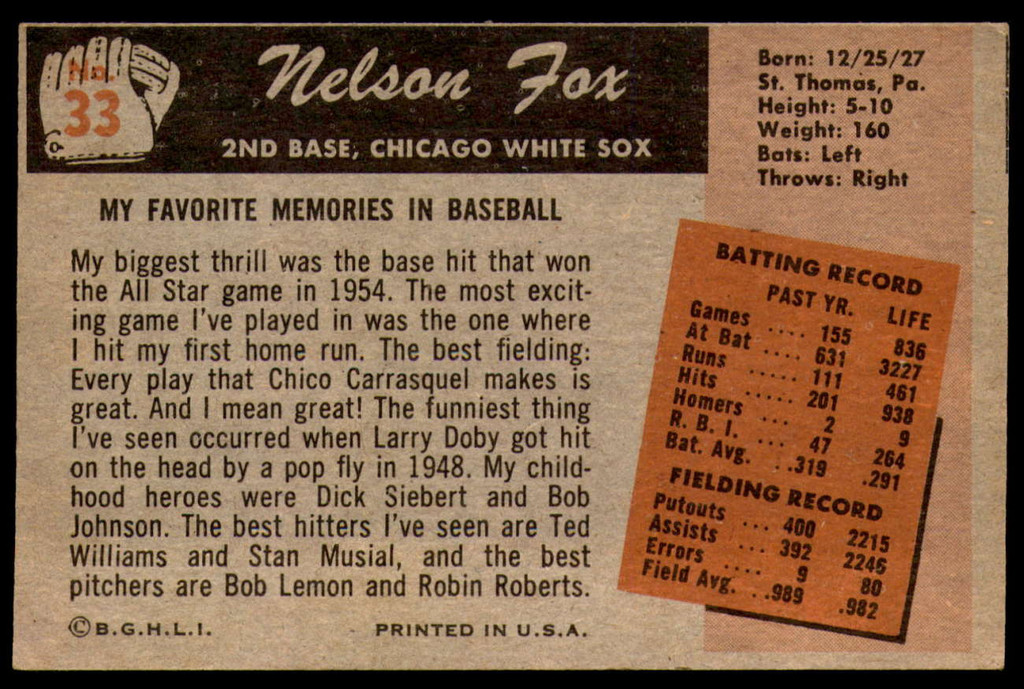 No.
33
Nelson Fox
2ND BASE, CHICAGO WHITE SOX
Born: 12/25/27
St. Thomas, Pa.
Height: 5-10
Weight: 160
Bats: Left
Throws: Right
MY FAVORITE MEMORIES IN BASEBALL
My biggest thrill was the base hit that won
the All Star game in 1954. The most excit-
ing game I've played in was the one where
I hit my first home run. The best fielding:
Every play that Chico Carrasquel makes is
great. And I mean great! The funniest thing
I've seen occurred when Larry Doby got hit
on the head by a pop fly in 1948. My child-
hood heroes were Dick Siebert and Bob
Johnson. The best hitters I've seen are Ted
Williams and Stan Musial, and the best
pitchers are Bob Lemon and Robin Roberts.
BATTING RECORD
PAST YR. LIFE
Games .... 155 836
At Bat .... 631 3227
Runs ..... 111 461
Hits ..... 201 938
Homers ... 2 9
R. B. I. ... 47 264
Bat. Avg. ..319 .291
FIELDING RECORD
Putouts ... 400 2215
Assists ... 392 2246
Errors .... 9 80
Field Avg. ..989 .982
© B.G.H.L.I. PRINTED IN U.S.A.